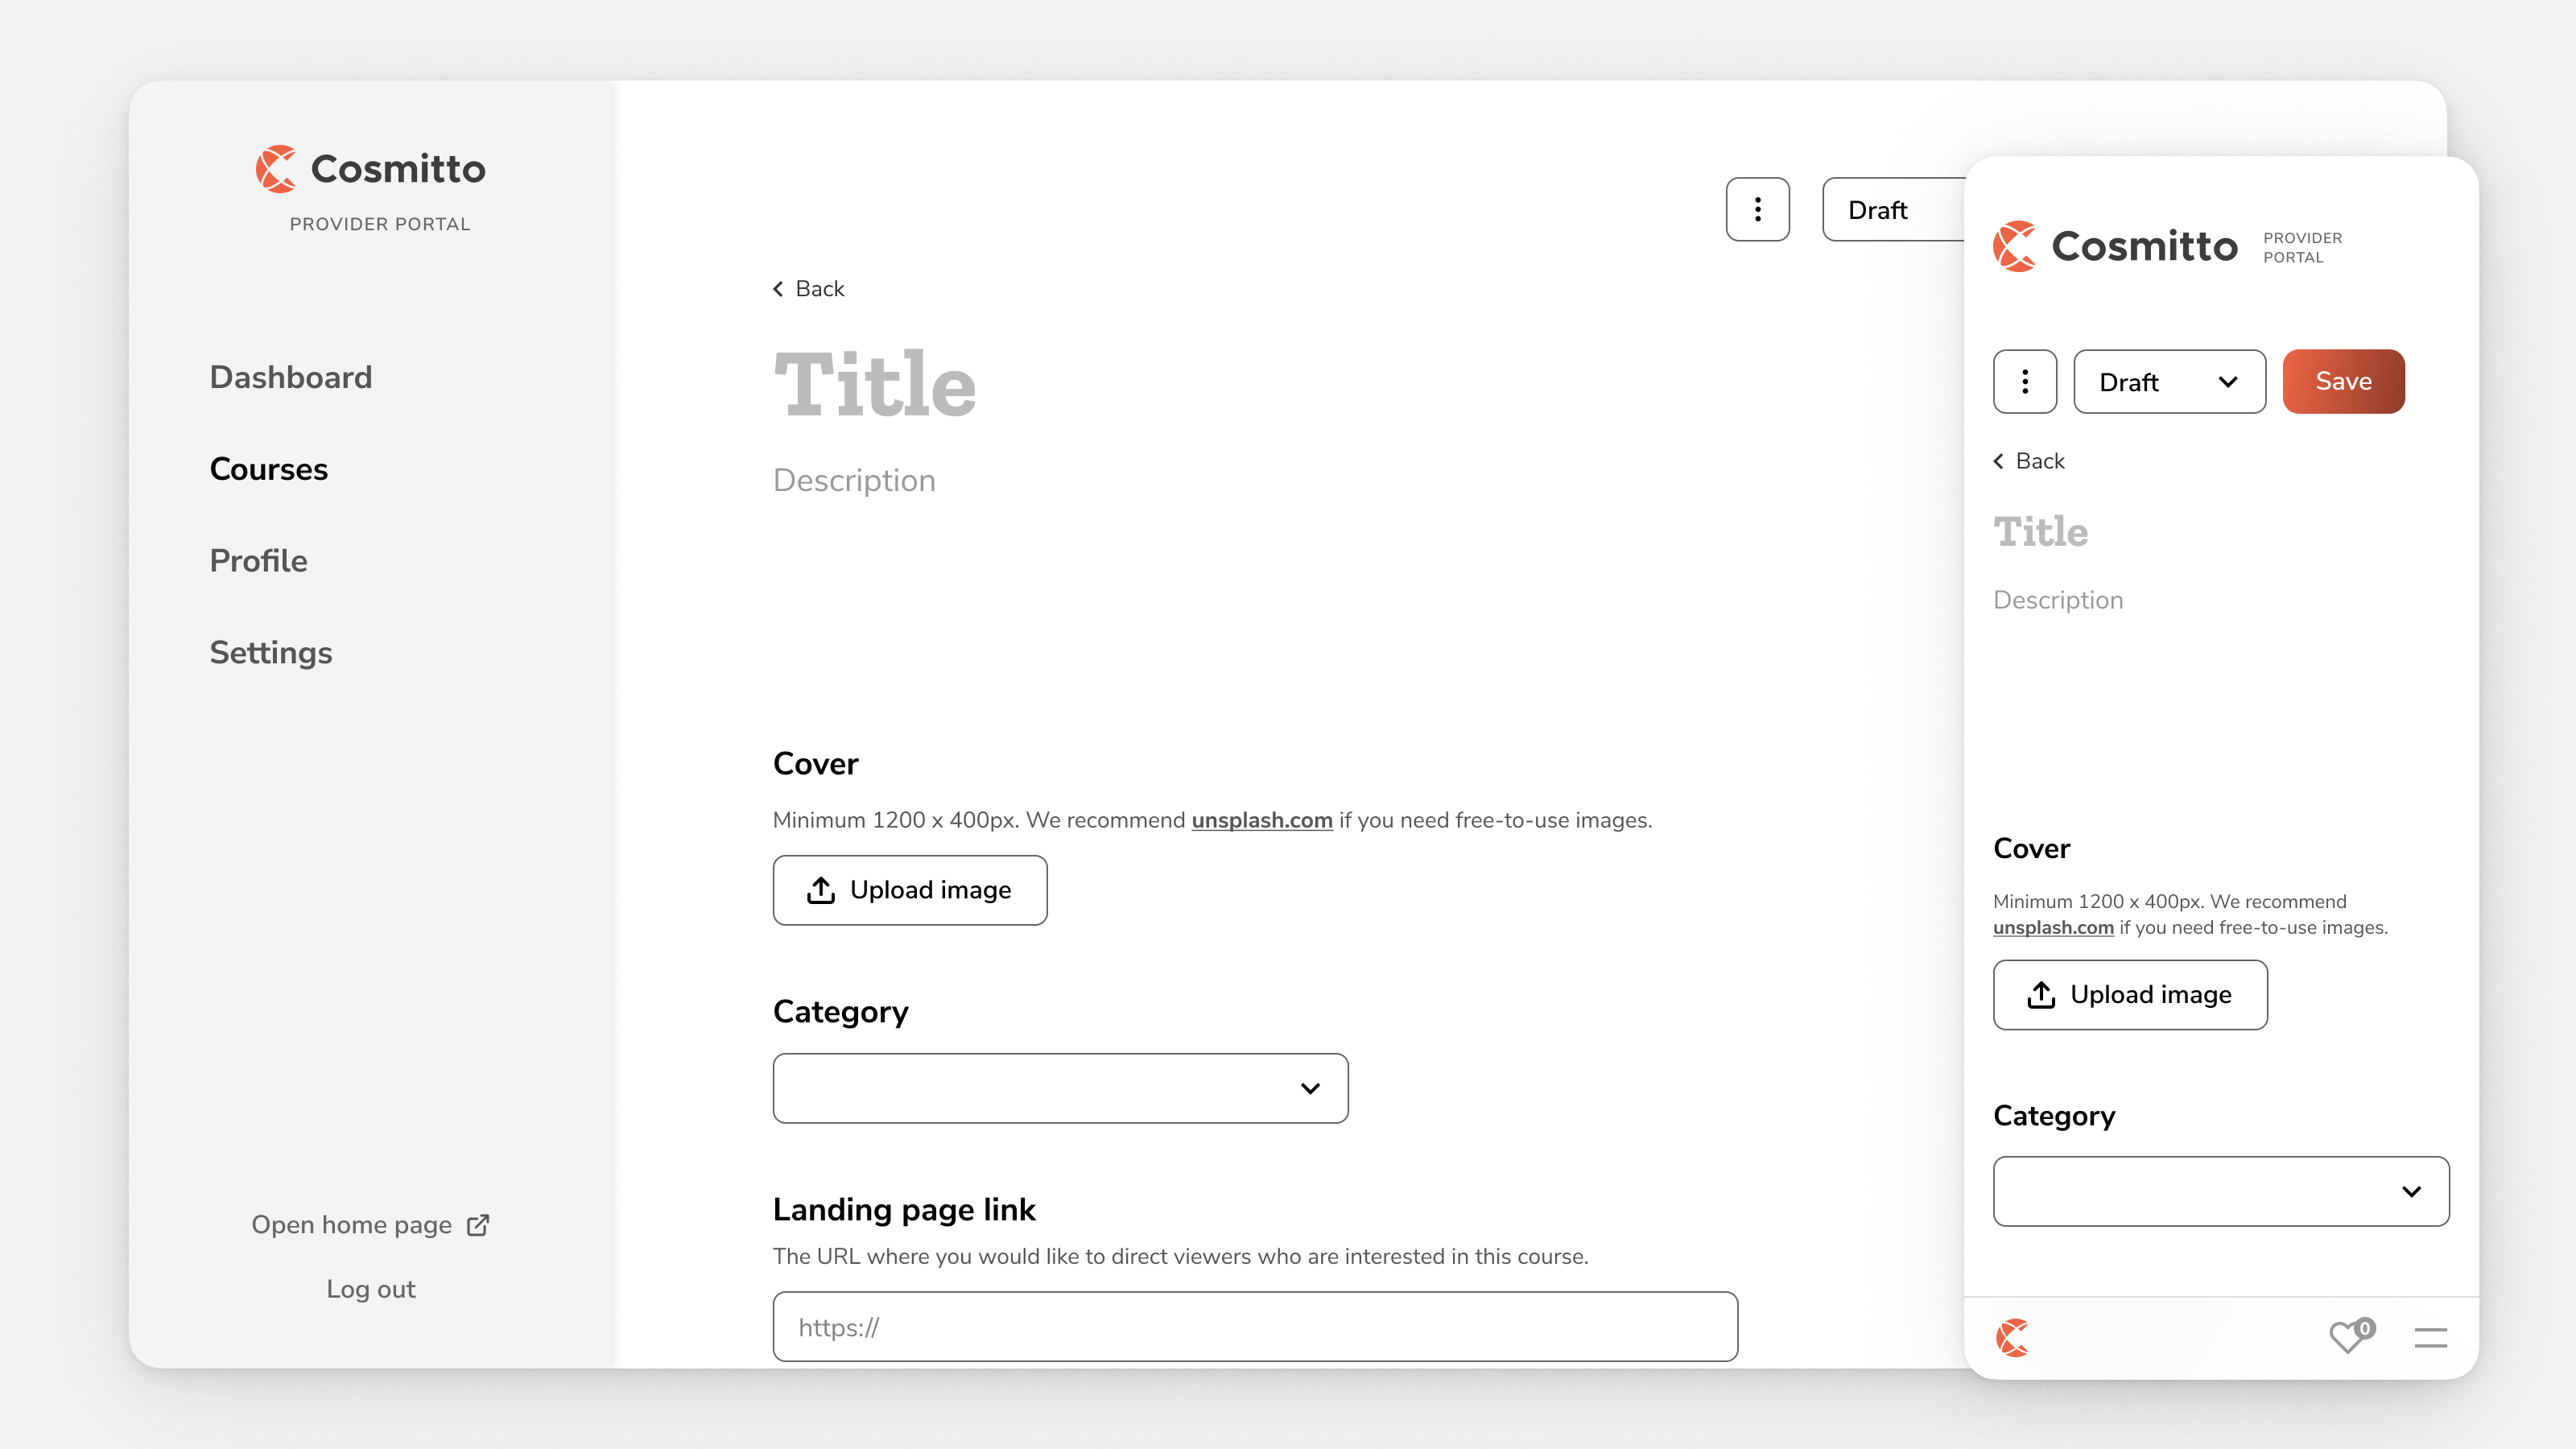 Cosmitto
PROVIDER PORTAL
Dashboard
Courses
Profile
Settings
Open home page
Log out
Draft
Back
Title
Description
Cover
Minimum 1200 x 400px. We recommend unsplash.com if you need free-to-use images.
Upload image
Category
Landing page link
The URL where you would like to direct viewers who are interested in this course.
https://
Cosmitto
PROVIDER
PORTAL
Draft
Save
Back
Title
Description
Cover
Minimum 1200 x 400px. We recommend
unsplash.com if you need free-to-use images.
Upload image
Category
0